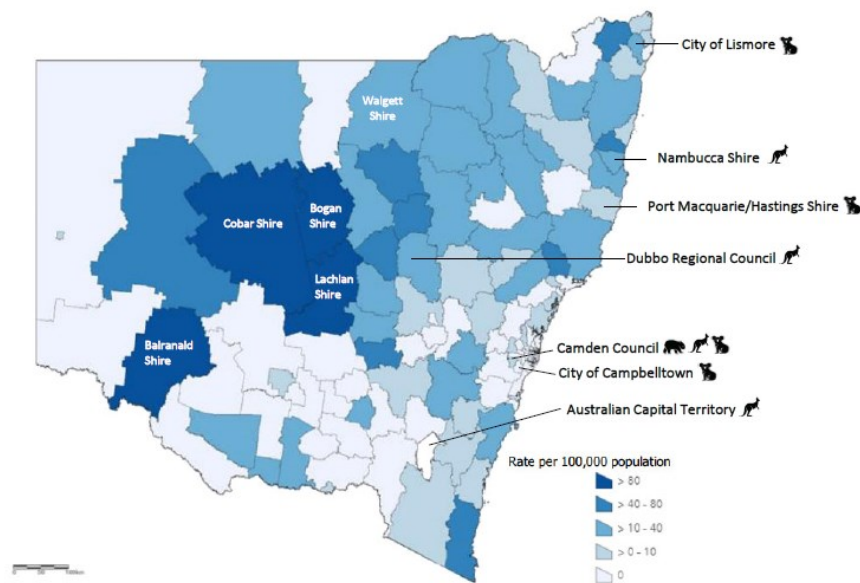 City of Lismore
Walgett
Shire
Nambucca Shire
Bogan
Shire
Port Macquarie/Hastings Shire
Cobar Shire
Dubbo Regional Council
Lachlan
Shire
Balranald
Shire
Camden Council
City of Campbelltown
Australian Capital Territory
Rate per 100,000 population
> 80
> 40 - 80
> 10 - 40
> 0 - 10
0